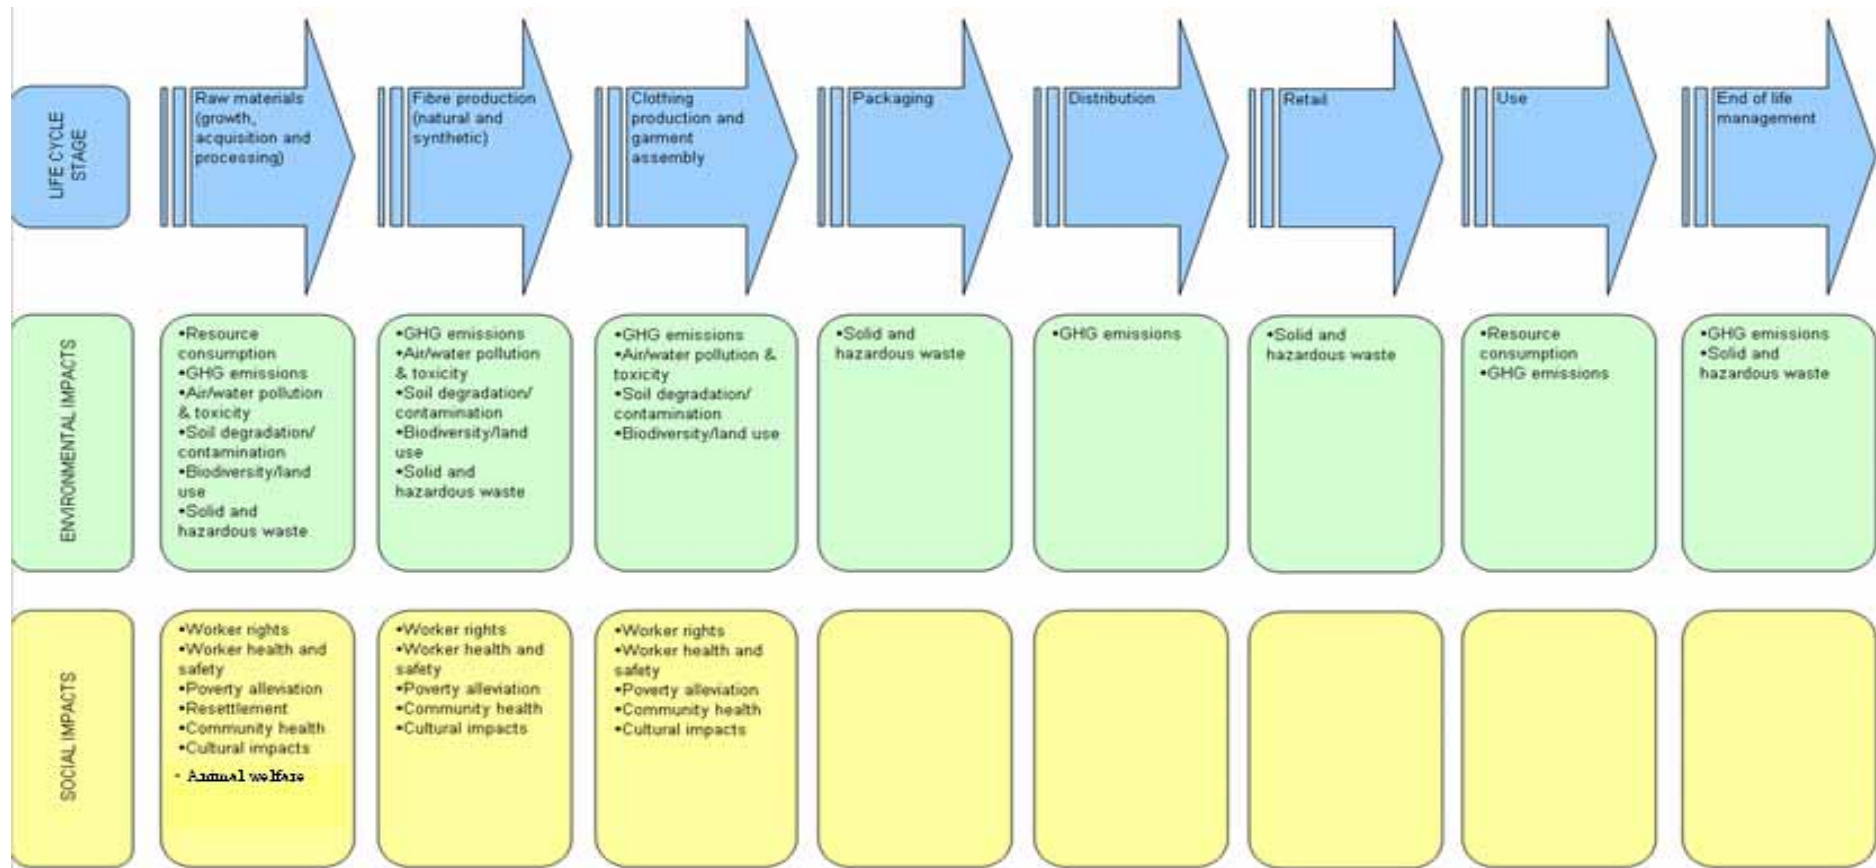 LIFE CYCLE
STAGE
Raw materials
(growth,
acquisition and
processing)
Fibre production
(natural and
synthetic)
Clothing
production and
garment
assembly
Packaging
Distribution
Retail
Use
End of life
management
ENVIRONMENTAL IMPACTS
•Resource
consumption
•GHG emissions
•Air/water pollution
& toxicity
•Soil degradation/
contamination
•Biodiversity/land
use
•Solid and
hazardous waste
•GHG emissions
•Air/water pollution
& toxicity
•Soil degradation/
contamination
•Biodiversity/land
use
•Solid and
hazardous waste
•GHG emissions
•Air/water pollution &
toxicity
•Soil degradation/
contamination
•Biodiversity/land use
•Solid and
hazardous waste
•GHG emissions
•Solid and
hazardous waste
•Resource
consumption
•GHG emissions
•GHG emissions
•Solid and
hazardous waste
SOCIAL IMPACTS
•Worker rights
•Worker health and
safety
•Poverty alleviation
•Resettlement
•Community health
•Cultural impacts
• Animal welfare
•Worker rights
•Worker health and
safety
•Poverty alleviation
•Community health
•Cultural impacts
•Worker rights
•Worker health and
safety
•Poverty alleviation
•Community health
•Cultural impacts